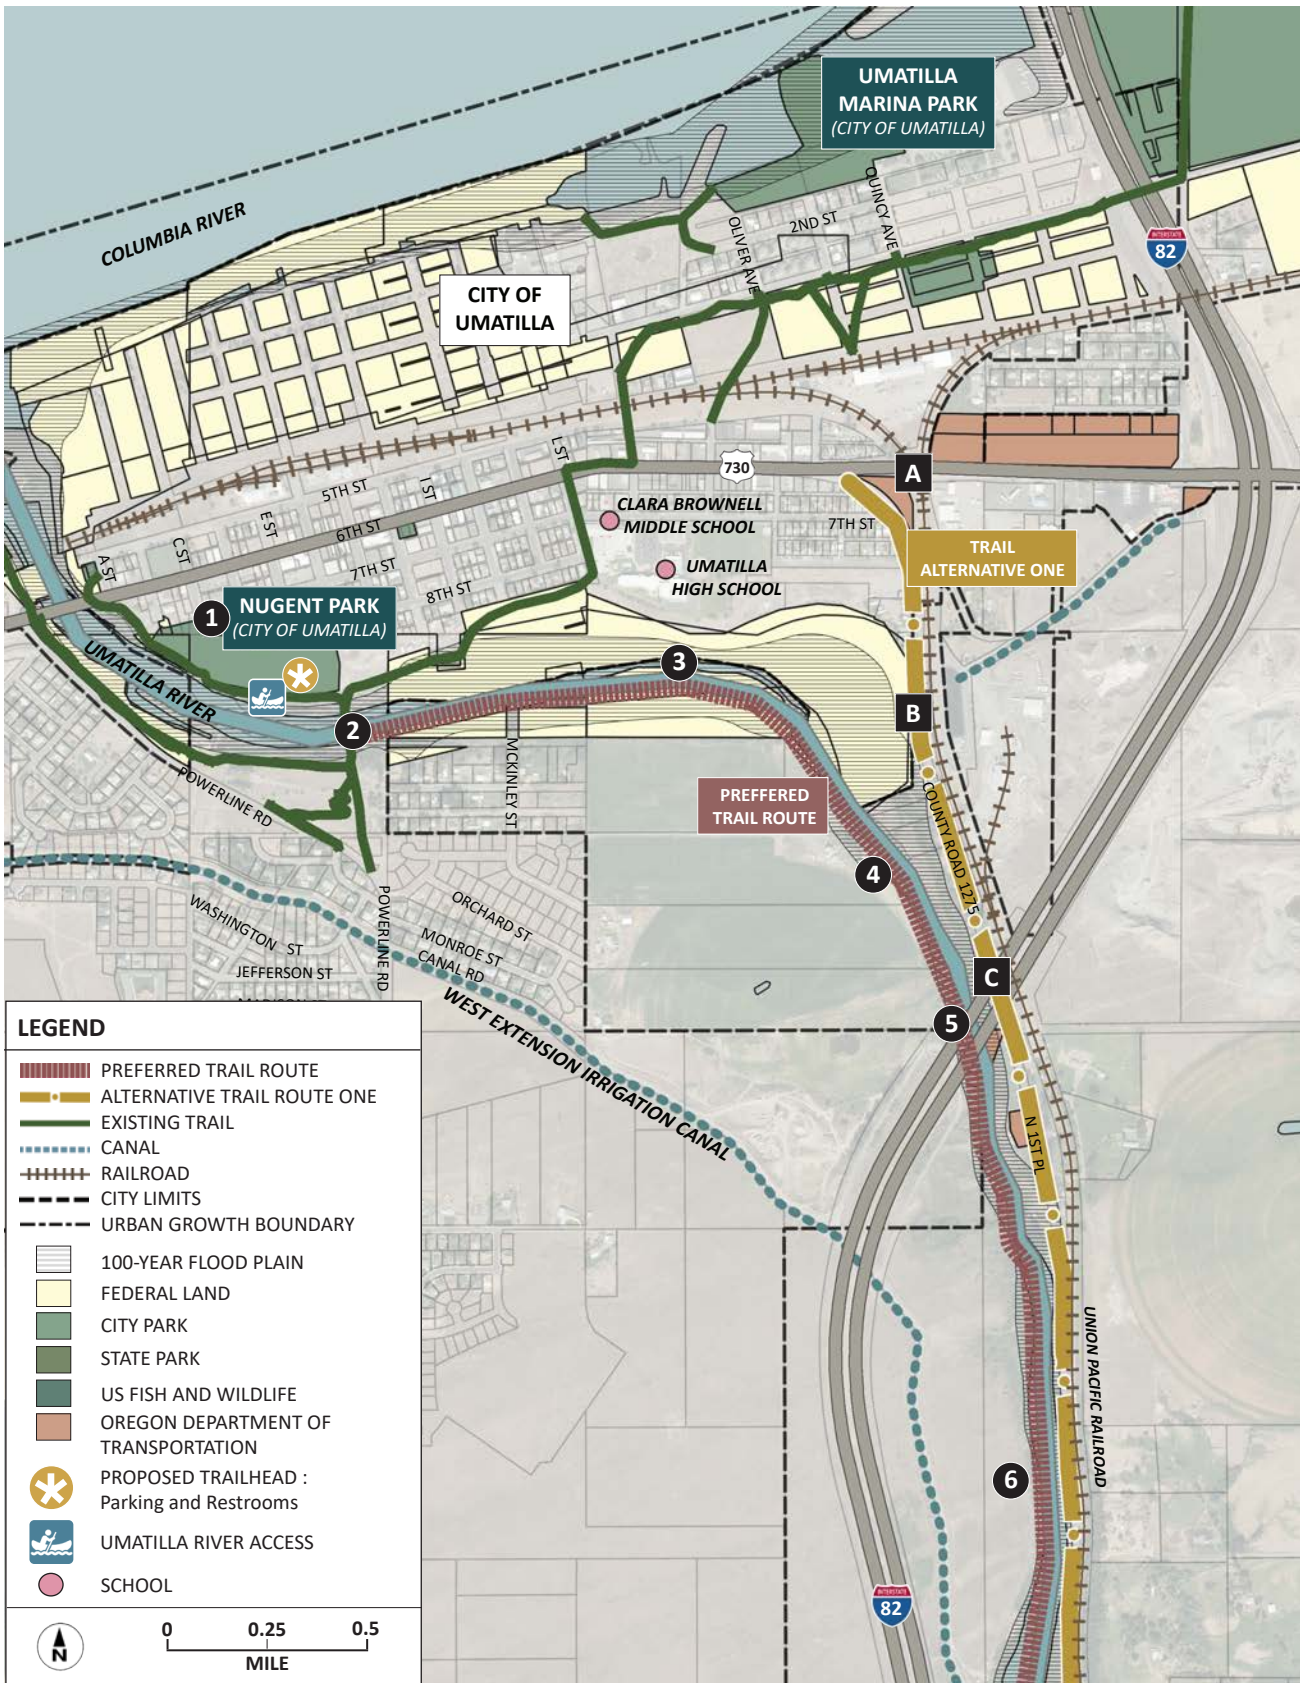 UMATILLA
MARINA PARK
(CITY OF UMATILLA)
COLUMBIA RIVER
QUINCY AVE
2ND ST
OLIVER AVE
INTERSTATE
82
CITY OF
UMATILLA
L ST
730
A
5TH ST
I ST
E ST
6TH ST
C ST
7TH ST
A ST
8TH ST
CLARA BROWNELL
MIDDLE SCHOOL
7TH ST
UMATILLA
HIGH SCHOOL
TRAIL
ALTERNATIVE ONE
1
NUGENT PARK
(CITY OF UMATILLA)
UMATILLA RIVER
3
2
B
POWERLINE RD
MCKINLEY ST
PREFFERED
TRAIL ROUTE
COUNTY ROAD 1275
4
WASHINGTON ST
POWERLINE RD
ORCHARD ST
MONROE ST
CANAL RD
JEFFERSON ST
C
5
WEST EXTENSION IRRIGATION CANAL
N 1ST PL
UNION PACIFIC RAILROAD
6
INTERSTATE
82
LEGEND
PREFERRED TRAIL ROUTE
ALTERNATIVE TRAIL ROUTE ONE
EXISTING TRAIL
CANAL
RAILROAD
CITY LIMITS
URBAN GROWTH BOUNDARY
100-YEAR FLOOD PLAIN
FEDERAL LAND
CITY PARK
STATE PARK
US FISH AND WILDLIFE
OREGON DEPARTMENT OF
TRANSPORTATION
PROPOSED TRAILHEAD :
Parking and Restrooms
UMATILLA RIVER ACCESS
SCHOOL
N
0 0.25 0.5
MILE